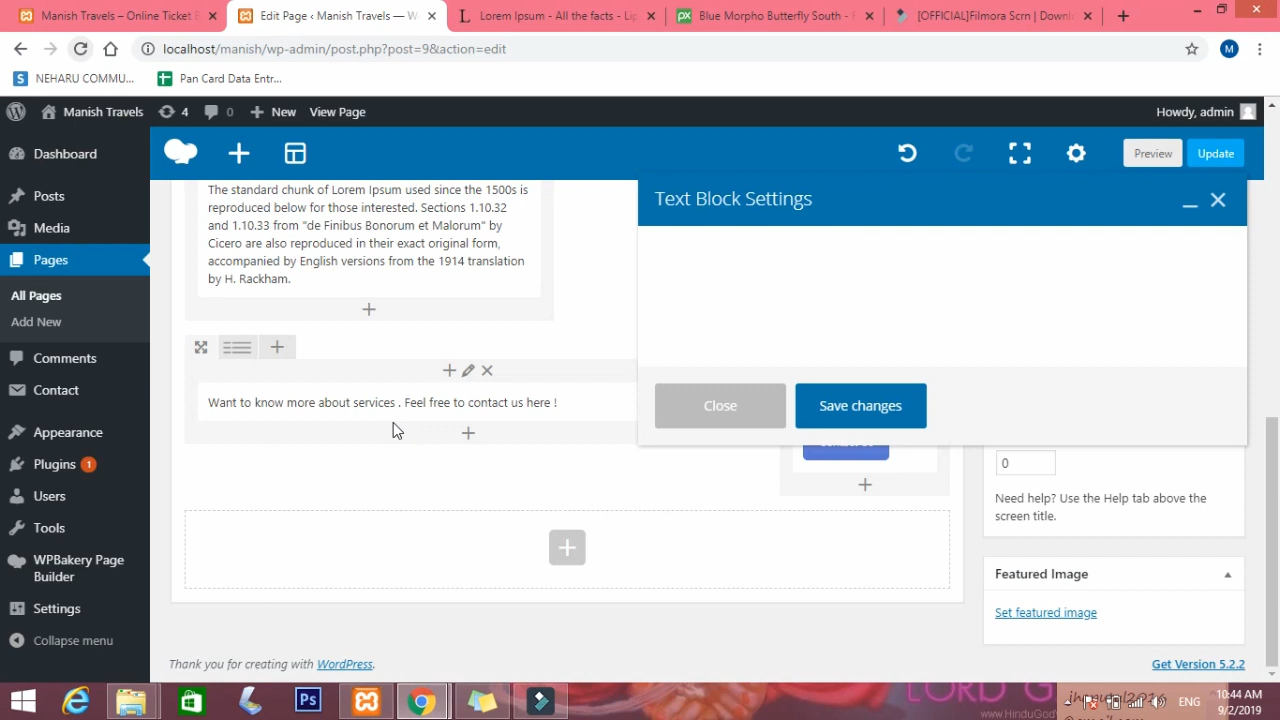 Manish Travels - Online Ticket B
Edit Page ‹ Manish Travels — W
Lorem Ipsum - All the facts - Lip
Blue Morpho Butterfly South - F
[OFFICIAL]Filmora Scrn | Downl
localhost/manish/wp-admin/post.php?post=9&action=edit
M
NEHARU COMMU...
Pan Card Data Entr...
Manish Travels
4
0
New
View Page
Howdy, admin
Dashboard
Posts
Media
Pages
All Pages
Add New
Comments
Contact
Appearance
Plugins 1
Users
Tools
WPBakery Page
Builder
Settings
Collapse menu
Preview
Update
The standard chunk of Lorem Ipsum used since the 1500s is
reproduced below for those interested. Sections 1.10.32
and 1.10.33 from "de Finibus Bonorum et Malorum" by
Cicero are also reproduced in their exact original form,
accompanied by English versions from the 1914 translation
by H. Rackham.
Want to know more about services . Feel free to contact us here !
Text Block Settings
Close
Save changes
0
Need help? Use the Help tab above the
screen title.
Featured Image
Set featured image
Thank you for creating with WordPress.
Get Version 5.2.2
Ps
LORD G
www.HinduGod
ENG
10:44 AM
9/2/2019